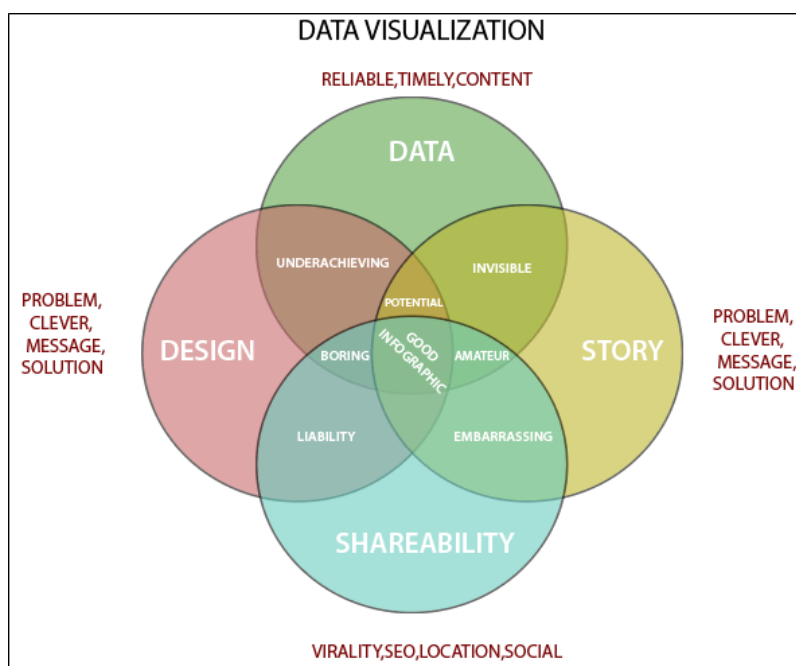 DATA VISUALIZATION
RELIABLE,TIMELY,CONTENT
DATA
UNDERACHIEVING
INVISIBLE
POTENTIAL
PROBLEM,
CLEVER,
MESSAGE,
SOLUTION
DESIGN
BORING
GOOD
INFOGRAPHIC
AMATEUR
STORY
PROBLEM,
CLEVER,
MESSAGE,
SOLUTION
LIABILITY
EMBARRASSING
SHAREABILITY
VIRALITY,SEO,LOCATION,SOCIAL